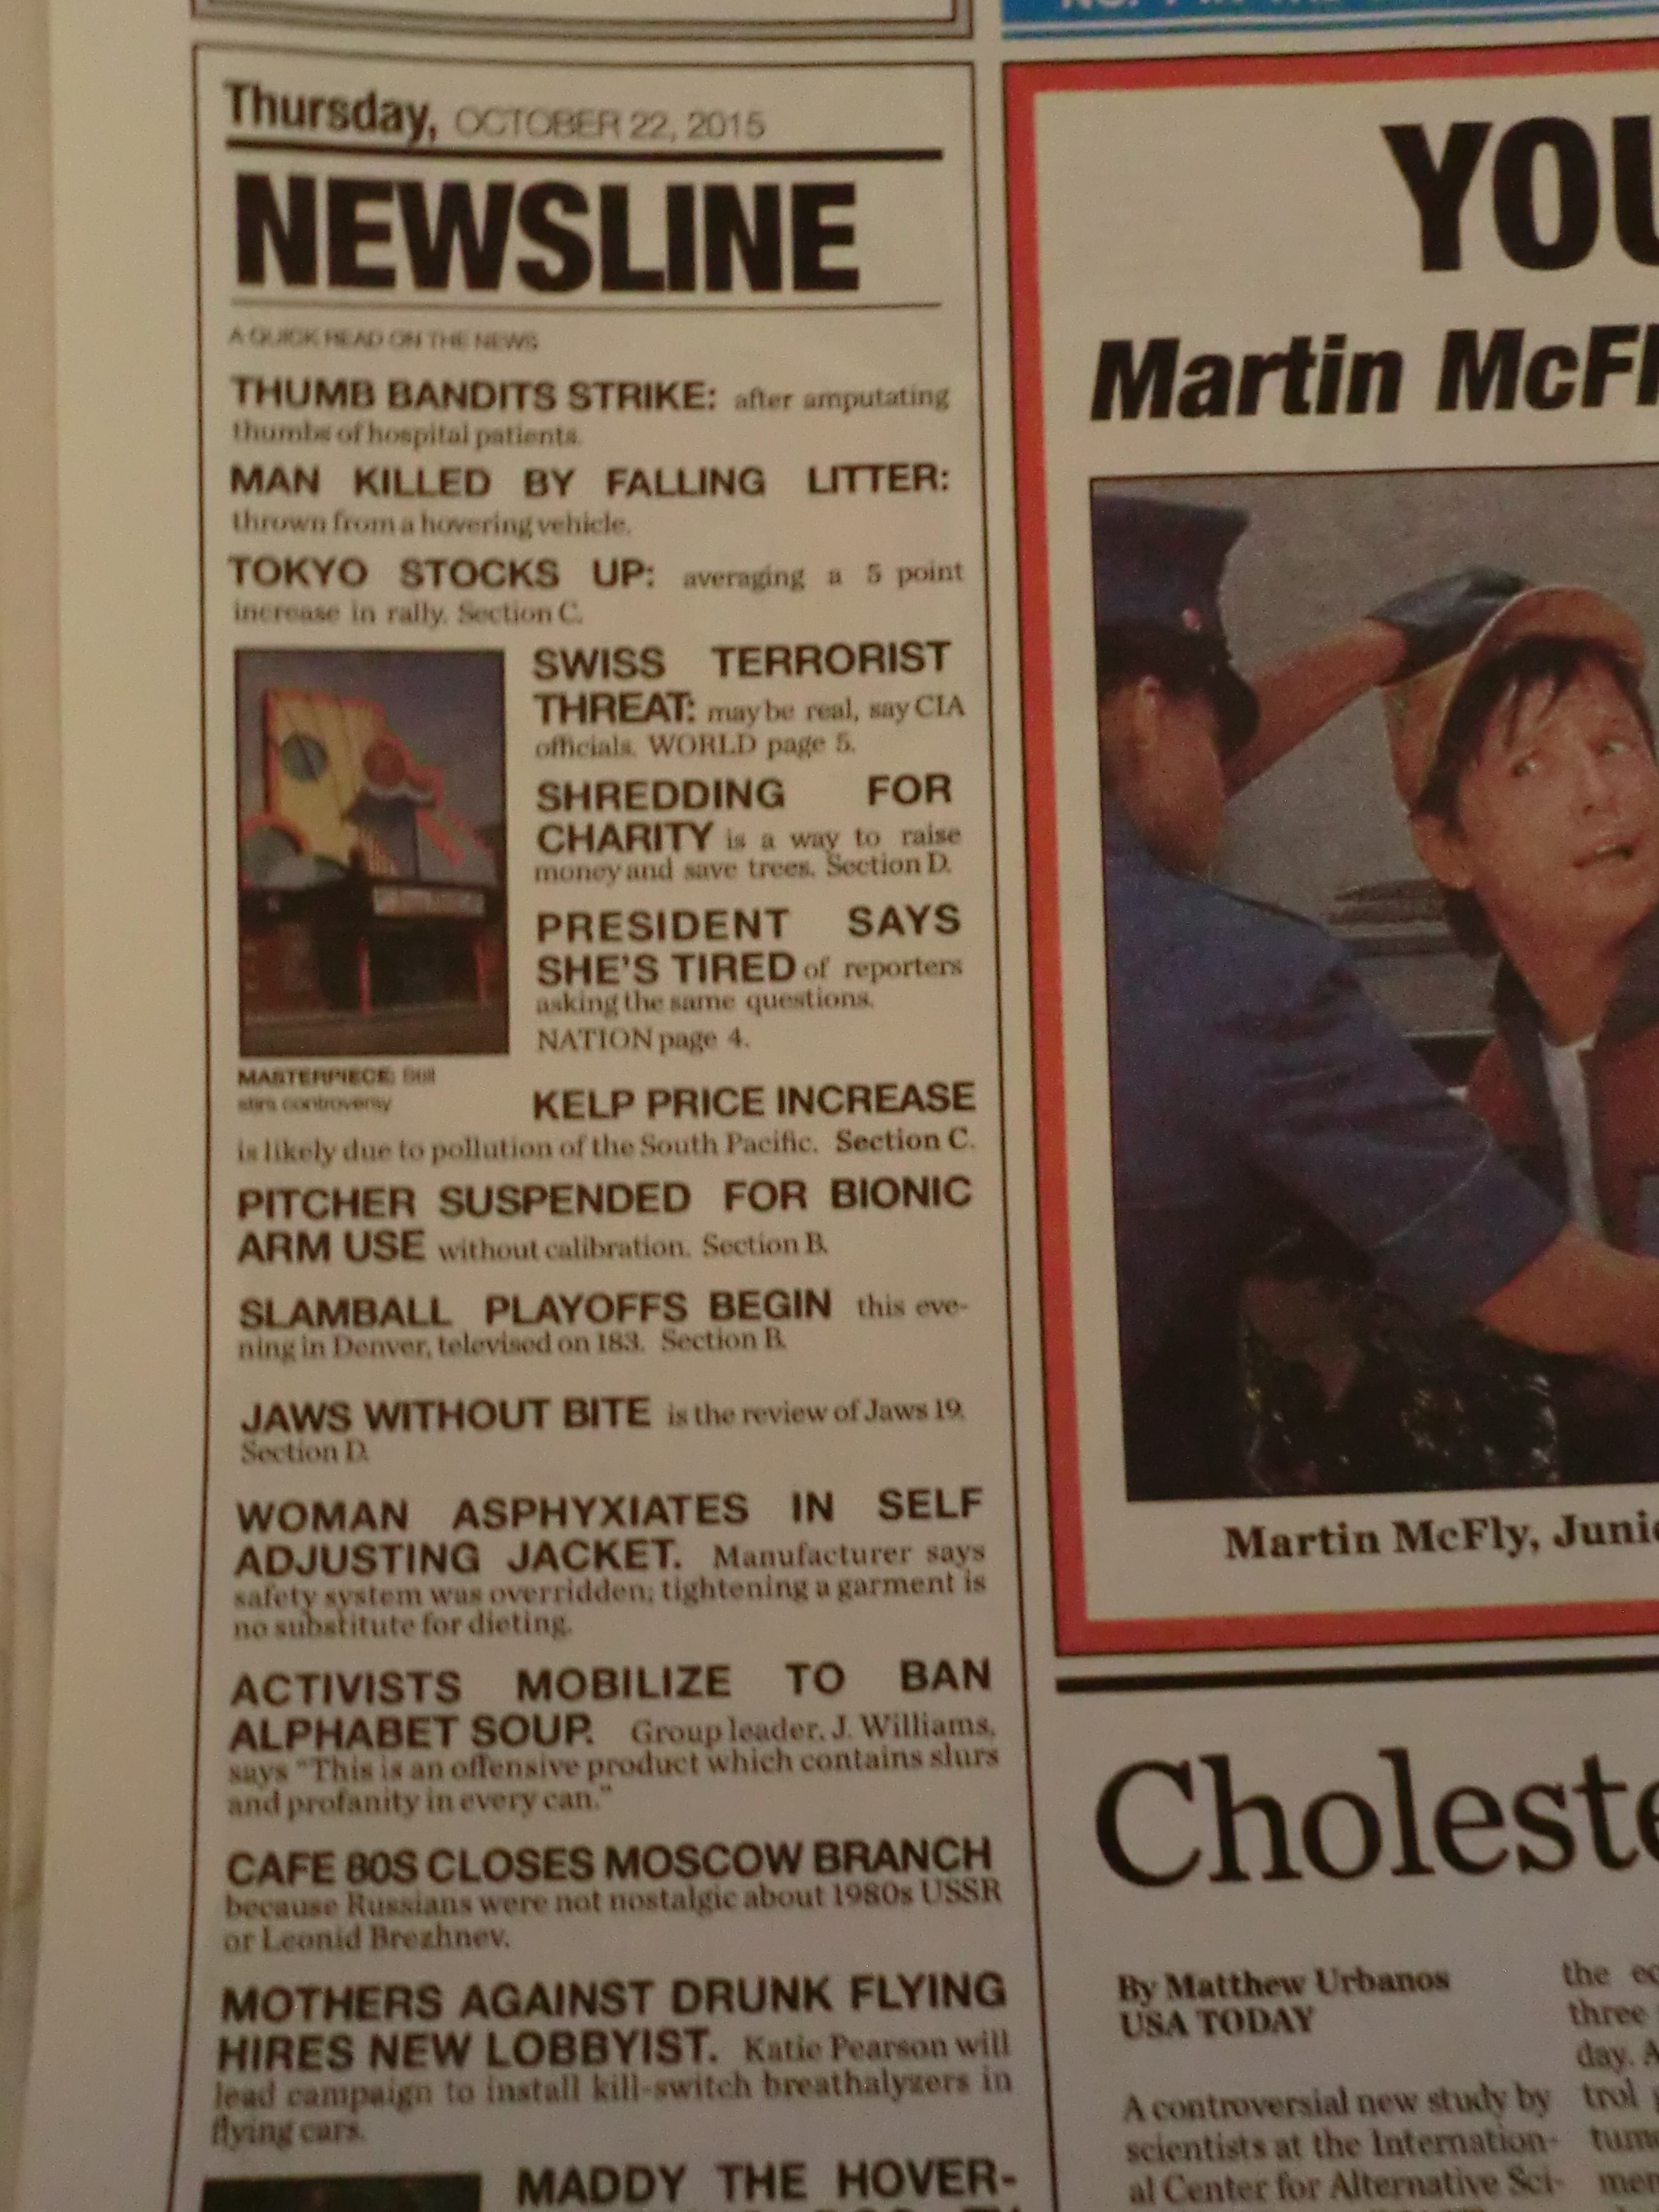 Thursday, OCTOBER 22, 2015
NEWSLINE
A QUICK READ ON THE NEWS
THUMB BANDITS STRIKE: after amputating
thumbs of hospital patients.
MAN KILLED BY FALLING LITTER:
thrown from a hovering vehicle.
TOKYO STOCKS UP: averaging a 5 point
increase in rally. Section C.
SWISS TERRORIST
THREAT: may be real, say CIA
officials. WORLD page 5.
SHREDDING FOR
CHARITY is a way to raise
money and save trees. Section D.
PRESIDENT SAYS
SHE'S TIRED of reporters
asking the same questions.
NATION page 4.
MASTERPIECE: Still
stirs controversy
KELP PRICE INCREASE
is likely due to pollution of the South Pacific. Section C.
PITCHER SUSPENDED FOR BIONIC
ARM USE without calibration. Section B.
SLAMBALL PLAYOFFS BEGIN this eve-
ning in Denver, televised on 183. Section B.
JAWS WITHOUT BITE is the review of Jaws 19.
Section D.
WOMAN ASPHYXIATES IN SELF
ADJUSTING JACKET. Manufacturer says
safety system was overridden; tightening a garment is
no substitute for dieting.
ACTIVISTS MOBILIZE TO BAN
ALPHABET SOUP. Group leader, J. Williams,
says "This is an offensive product which contains slurs
and profanity in every can."
CAFE 80S CLOSES MOSCOW BRANCH
because Russians were not nostalgic about 1980s USSR
or Leonid Brezhnev.
MOTHERS AGAINST DRUNK FLYING
HIRES NEW LOBBYIST. Katie Pearson will
lead campaign to install kill-switch breathalyzers in
flying cars.
MADDY THE HOVER-
YOU
Martin McFl
Martin McFly, Juni
Choleste
By Matthew Urbanos
USA TODAY
A controversial new study by
scientists at the Internation-
al Center for Alternative Sci-
the
three
day. A
trol